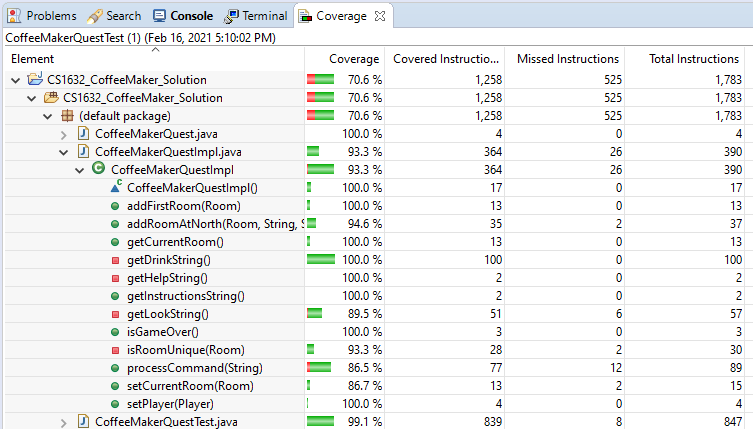 Problems Search Console Terminal Coverage
CoffeeMakerQuestTest (1) (Feb 16, 2021 5:10:02 PM)
Element Coverage Covered Instructio... Missed Instructions Total Instructions
CS1632_CoffeeMaker_Solution 70.6 % 1,258 525 1,783
CS1632_CoffeeMaker_Solution 70.6 % 1,258 525 1,783
(default package) 70.6 % 1,258 525 1,783
CoffeeMakerQuest.java 100.0 % 4 0 4
CoffeeMakerQuestImpl.java 93.3 % 364 26 390
CoffeeMakerQuestImpl 93.3 % 364 26 390
CoffeeMakerQuestImpl() 100.0 % 17 0 17
addFirstRoom(Room) 100.0 % 13 0 13
addRoomAtNorth(Room, String, S 94.6 % 35 2 37
getCurrentRoom() 100.0 % 13 0 13
getDrinkString() 100.0 % 100 0 100
getHelpString() 100.0 % 2 0 2
getInstructionsString() 100.0 % 2 0 2
getLookString() 89.5 % 51 6 57
isGameOver() 100.0 % 3 0 3
isRoomUnique(Room) 93.3 % 28 2 30
processCommand(String) 86.5 % 77 12 89
setCurrentRoom(Room) 86.7 % 13 2 15
setPlayer(Player) 100.0 % 4 0 4
CoffeeMakerQuestTest.java 99.1 % 839 8 847